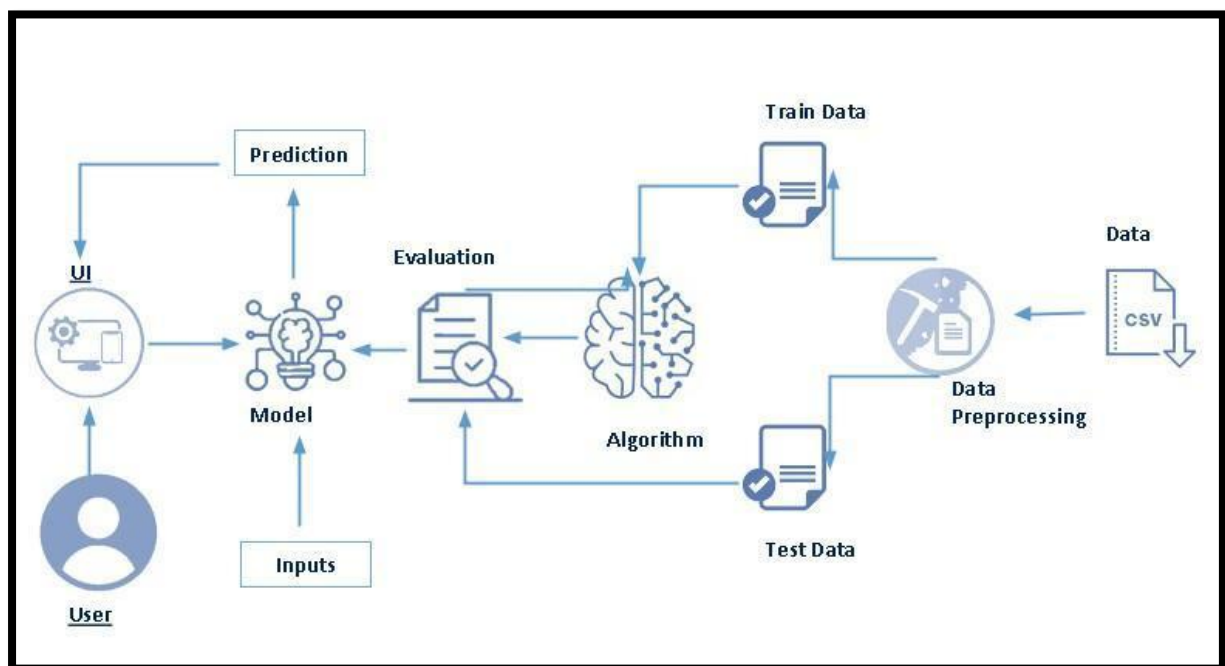 Train Data
Prediction
Data
Evaluation
UI
CSV
Data
Preprocessing
Model
Algorithm
Test Data
Inputs
User